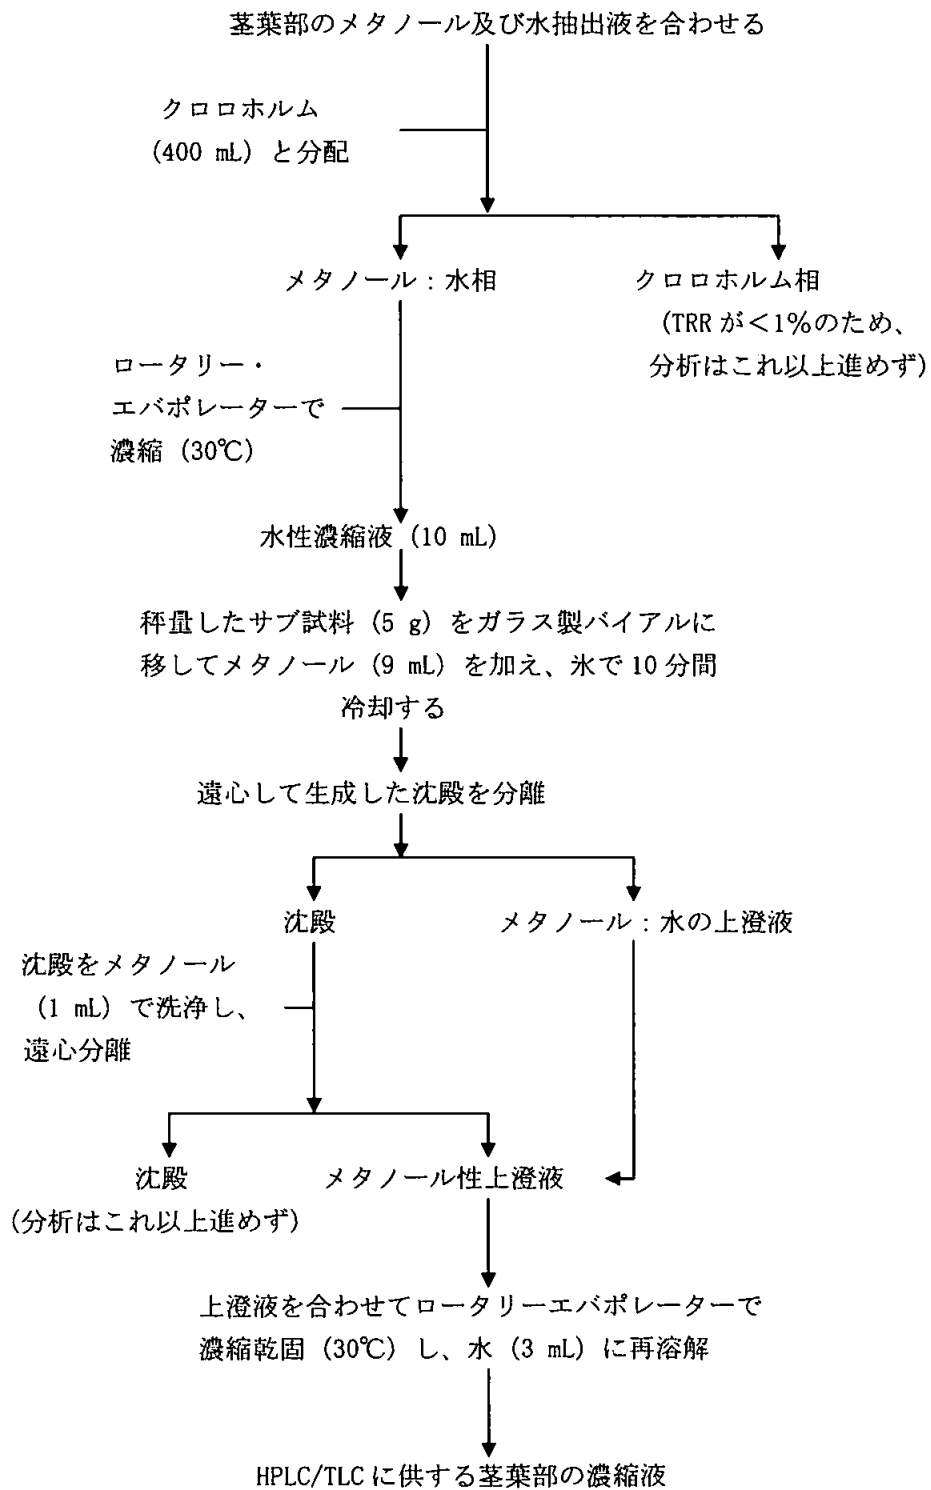 茎葉部のメタノール及び水抽出液を合わせる
クロロホルム
(400 mL) と分配
メタノール：水相
クロロホルム相
(TRR が＜1％のため、
分析はこれ以上進めず)
ロータリー・
エバポレーターで
濃縮 (30℃)
水性濃縮液 (10 mL)
秤量したサブ試料 (5 g) をガラス製バイアルに
移してメタノール (9 mL) を加え、氷で 10 分間
冷却する
遠心して生成した沈殿を分離
沈殿
メタノール：水の上澄液
沈殿をメタノール
(1 mL) で洗浄し、
遠心分離
沈殿
(分析はこれ以上進めず)
メタノール性上澄液
上澄液を合わせてロータリーエバポレーターで
濃縮乾固 (30℃) し、水 (3 mL) に再溶解
HPLC/TLC に供する茎葉部の濃縮液